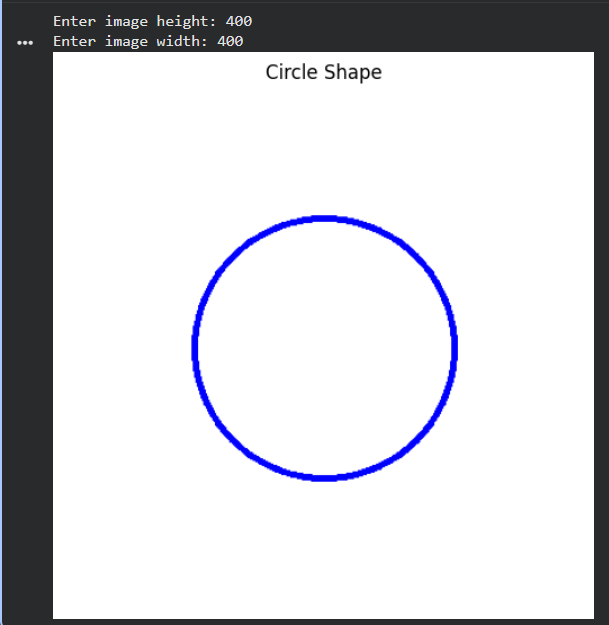 Enter image height: 400
Enter image width: 400
Circle Shape